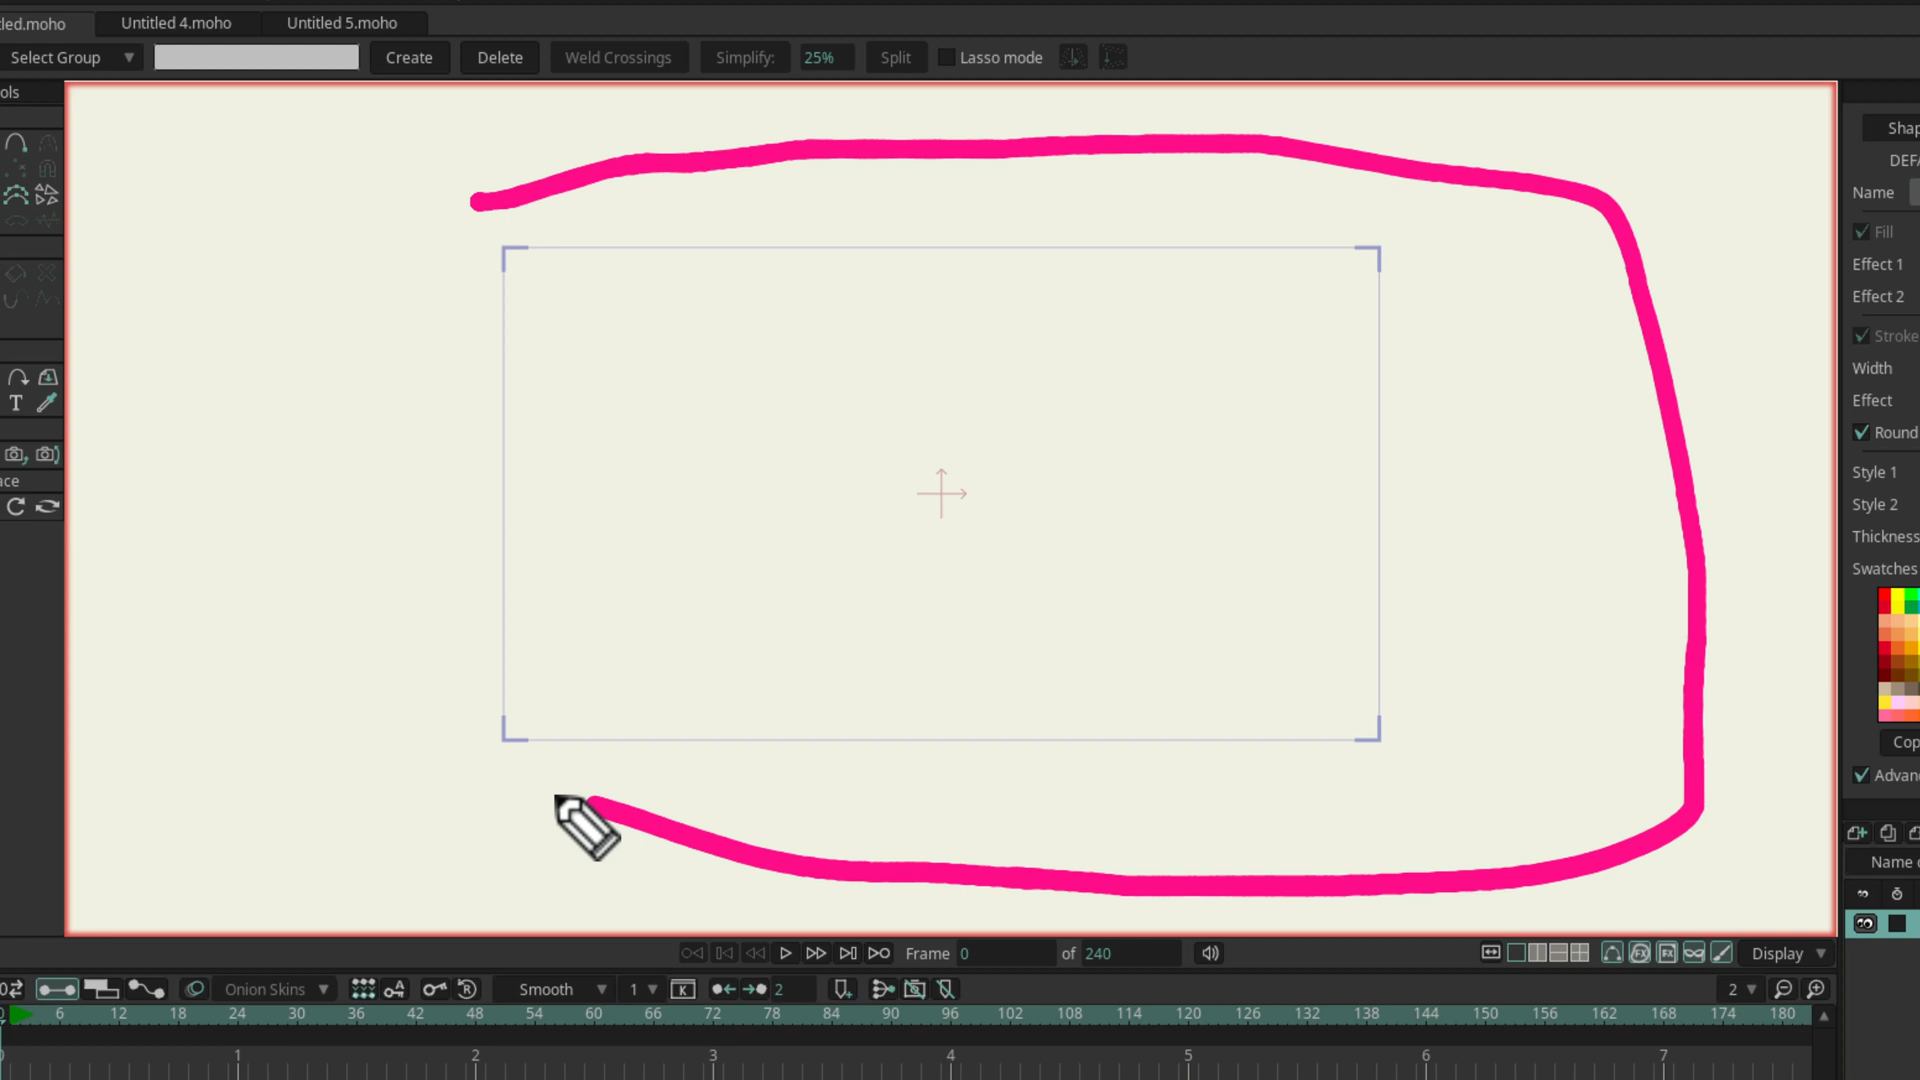 led.moho Untitled 4.moho Untitled 5.moho
Select Group Create Delete Weld Crossings Simplify: 25% Split Lasso mode
ols
Shap
DEFA
Name
Fill
Effect 1
Effect 2
Stroke
Width
Effect
Round
Style 1
Style 2
Thickness
Swatches
T
ace
Cop
Advan
Name o
Frame 0 of 240 Display
Onion Skins Smooth 1 K 2 2
6 12 18 24 30 36 42 48 54 60 66 72 78 84 90 96 102 108 114 120 126 132 138 144 150 156 162 168 174 180
0 1 2 3 4 5 6 7